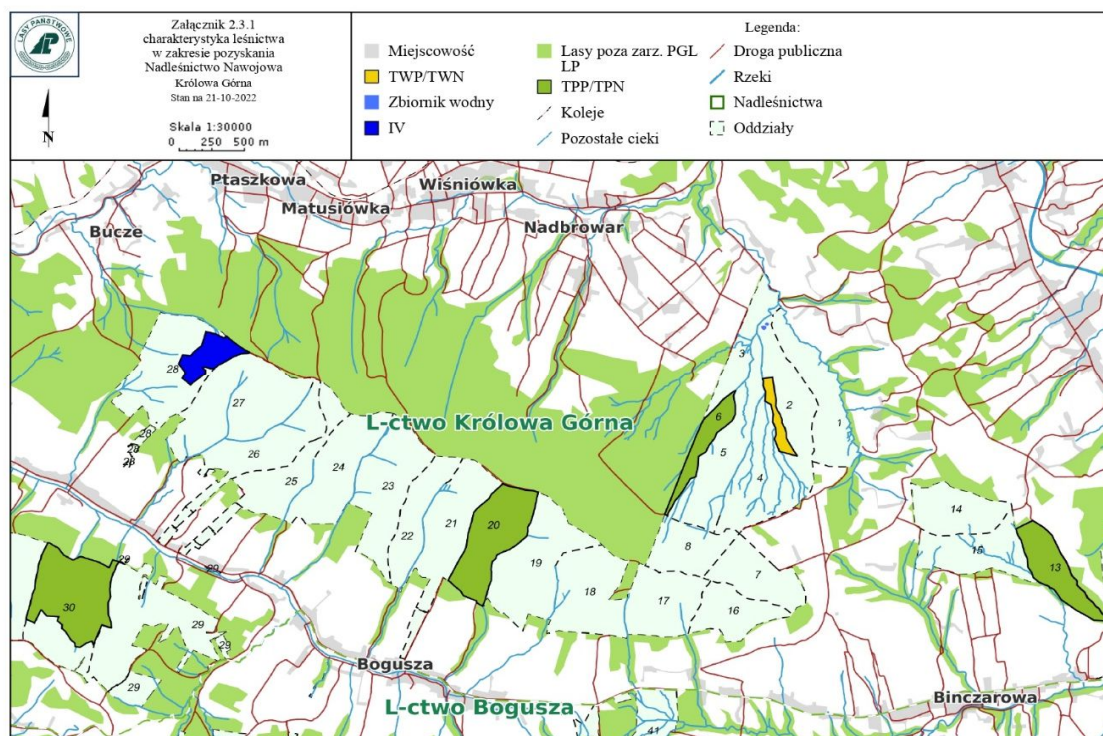 LASY PAŃSTWOWE
Załącznik 2.3.1
charakterystyka leśnictwa
w zakresie pozyskania
Nadleśnictwo Nawojowa
Królowa Górna
Stan na 21-10-2022
N
Skala 1:30000
0 250 500 m
Legenda:
Miejscowość
TWP/TWN
Zbiornik wodny
IV
Lasy poza zarz. PGL
LP
TPP/TPN
Koleje
Pozostałe cieki
Droga publiczna
Rzeki
Nadleśnictwa
Oddziały
Ptaszkowa
Wiśniówka
Matusiówka
Bucze
Nadbrowar
3
28
27
6
2
L-ctwo Królowa Górna
1
28
28
28
26
5
24
4
25
23
20
21
14
22
8
15
19
13
29
29
7
18
17
16
30
29
29
Bogusza
29
Binczarowa
L-ctwo Bogusza
41